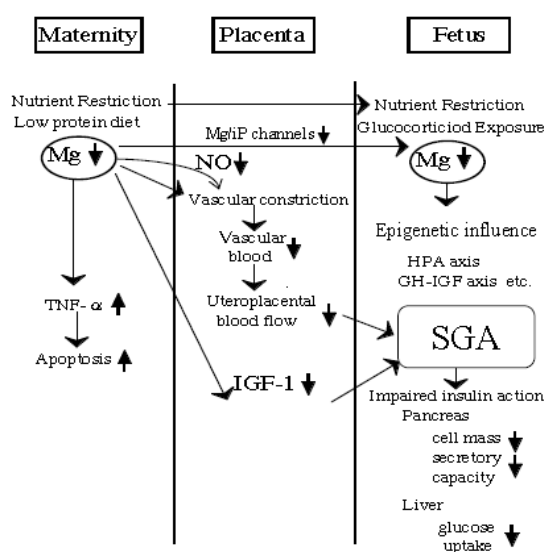 Maternity
Placenta
Fetus
Nutrient Restriction
Low protein diet
Mg
TNF- α
Apoptosis
Mg/iP channels
NO
Vascular constriction
Vascular
blood
Uteroplacental
blood flow
IGF-1
Nutrient Restriction
Glucocorticiod Exposure
Mg
Epigenetic influence
HPA axis
GH-IGF axis etc.
SGA
Impaired insulin action
Pancreas
cell mass
secretory
capacity
Liver
glucose
uptake